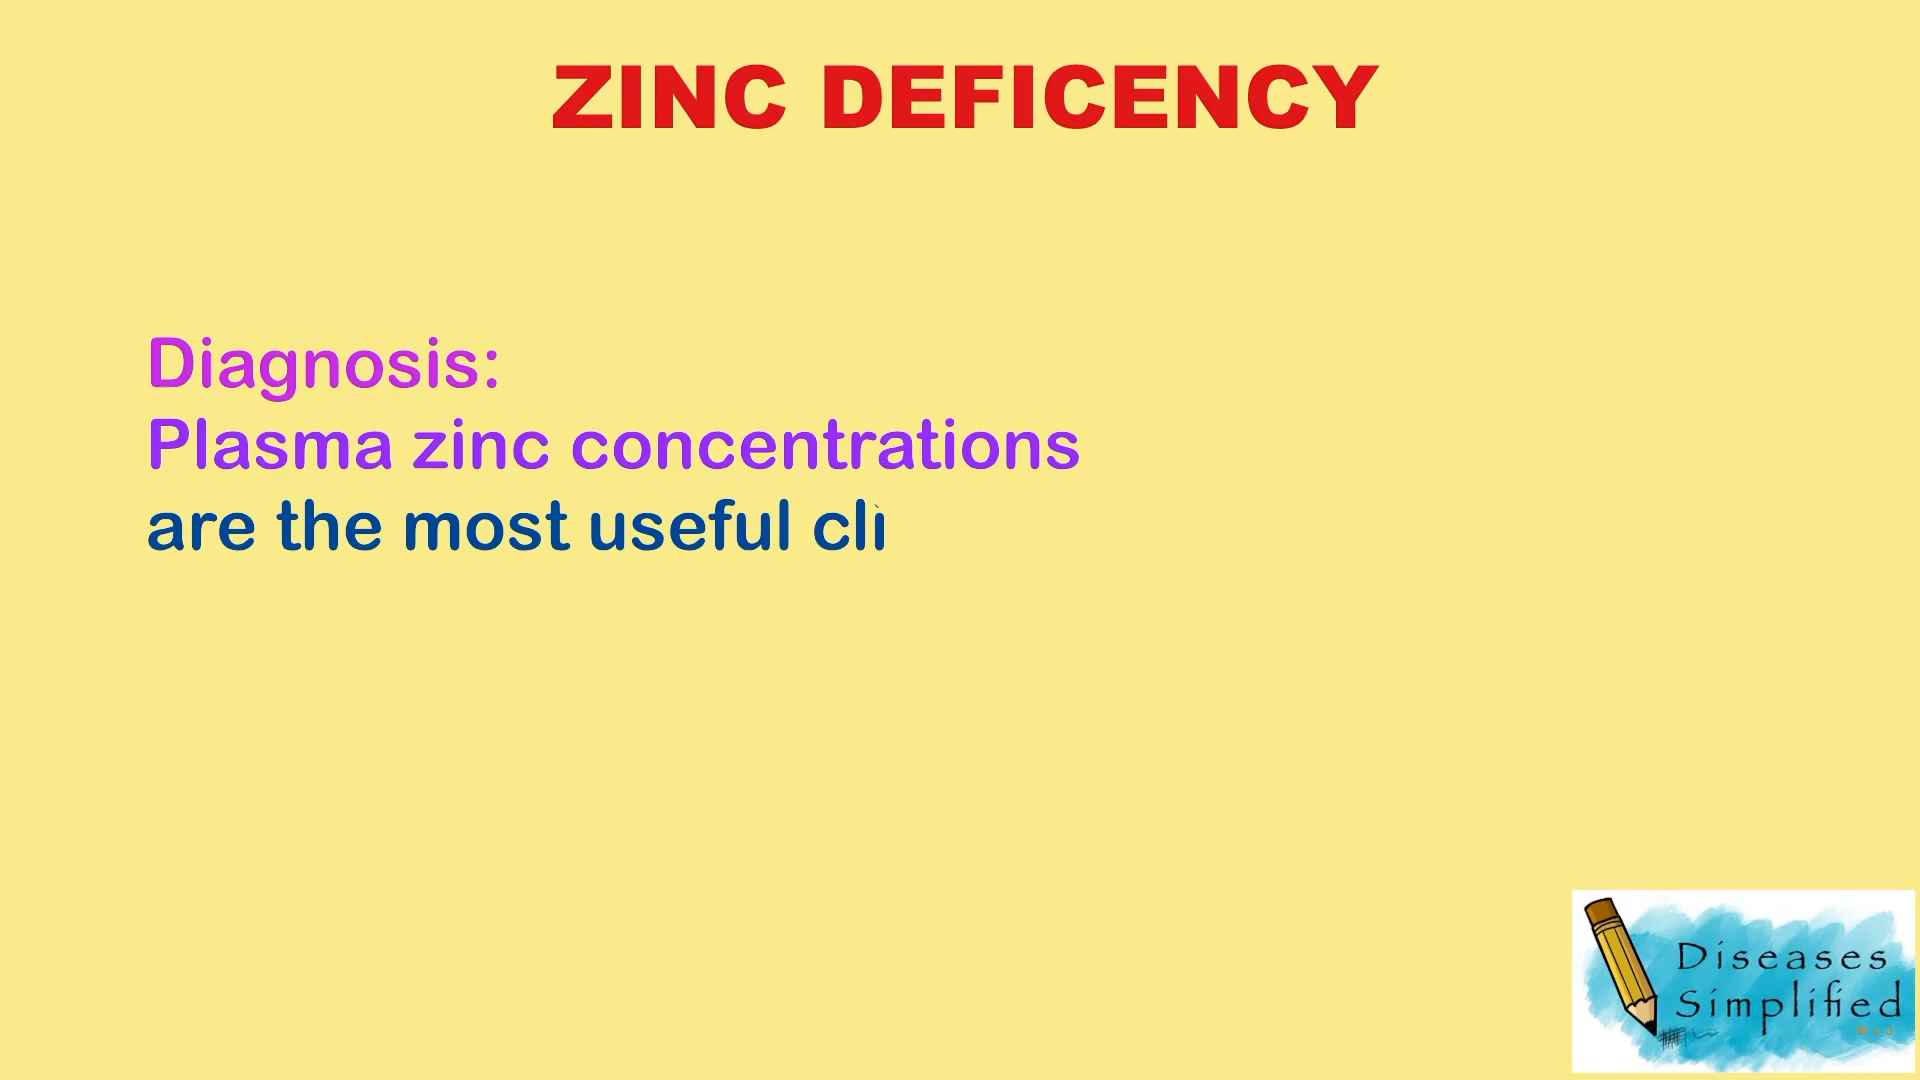 ZINC DEFICENCY
Diagnosis:
Plasma zinc concentrations
are the most useful cli
Diseases
Simplified